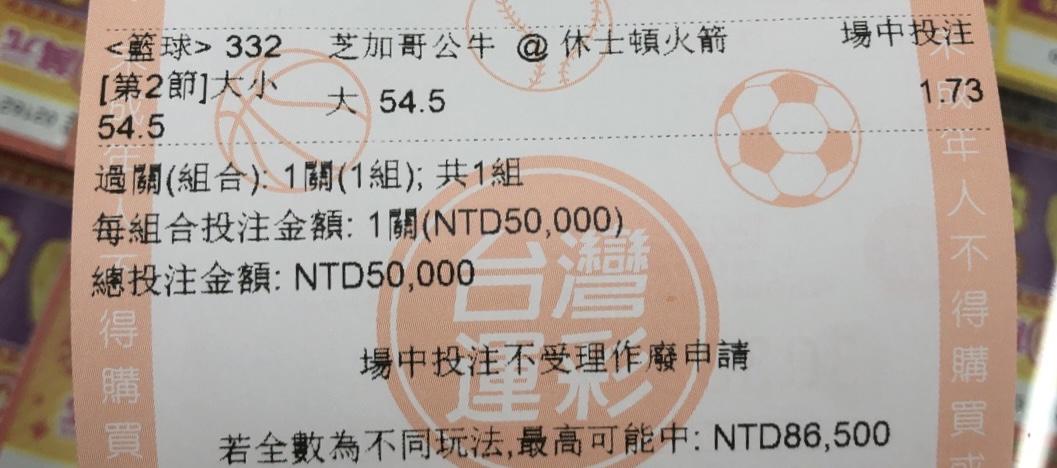 <籃球> 332 芝加哥公牛 @ 休士頓火箭 場中投注
[第2節]大小 大 54.5 1.73
54.5
過關(組合): 1關(1組); 共1組
每組合投注金額: 1關(NTD50,000)
總投注金額: NTD50,000
台灣
運彩
場中投注不受理作廢申請
若全數為不同玩法,最高可能中: NTD86,500
未成年人不得購買
未成年人不得購買